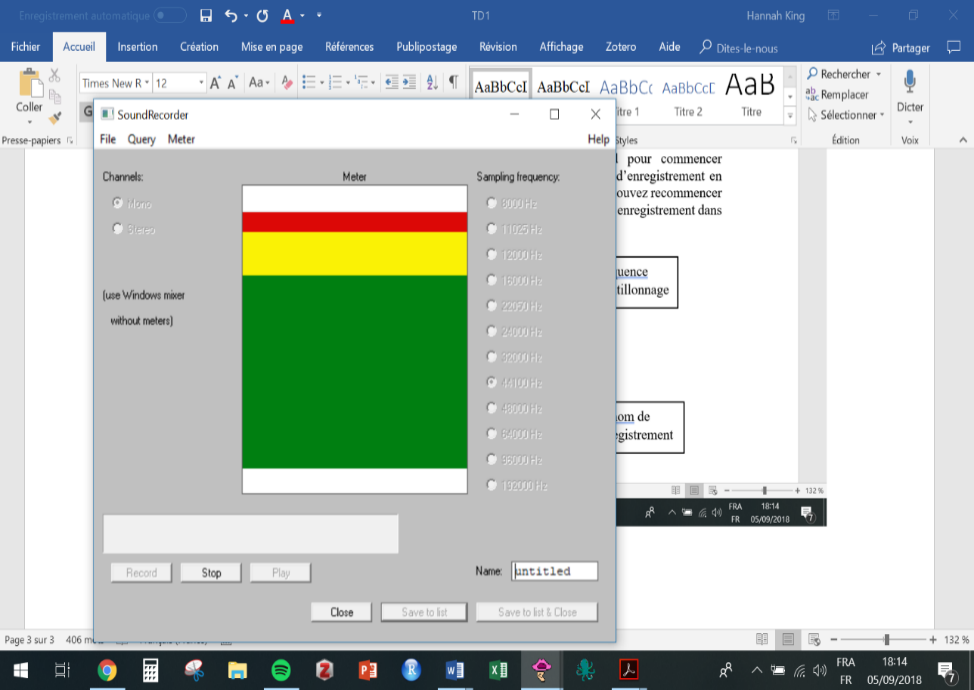 Enregistrement automatique
TD1
Hannah King
Fichier Accueil Insertion Création Mise en page Références Publipostage Révision Affichage Zotero Aide Dites-le-nous Partager
Coller
Times New R 12
AaBbCcI AaBbCcI AaBbCc AaBbCcE AaB
itre 1 Titre 2 Titre
Rechercher
Remplacer
Sélectionner
Dicter
Presse-papiers
Styles
Édition
Voix
SoundRecorder
File Query Meter Help
Channels:
Mono
Stereo
(use Windows mixer
without meters)
Meter
Sampling frequency:
8000 Hz
11025 Hz
12000 Hz
16000 Hz
22050 Hz
24000 Hz
32000 Hz
44100 Hz
48000 Hz
64000 Hz
96000 Hz
192000 Hz
Record Stop Play
Name: untitled
Close Save to list Save to list & Close
pour commencer
d'enregistrement en
ouvez recommencer
enregistrement dans
uence
tillonnage
om de
gistrement
132 %
FRA 18:14
FR 05/09/2018
7
Page 3 sur 3 406
132 %
FRA 18:14
FR 05/09/2018
7